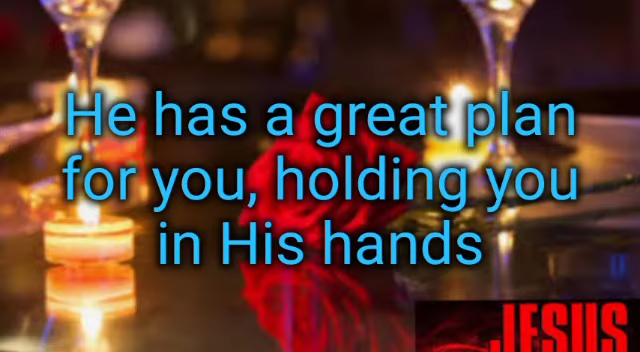 He has a great plan
for you, holding you
in His hands
JESUS